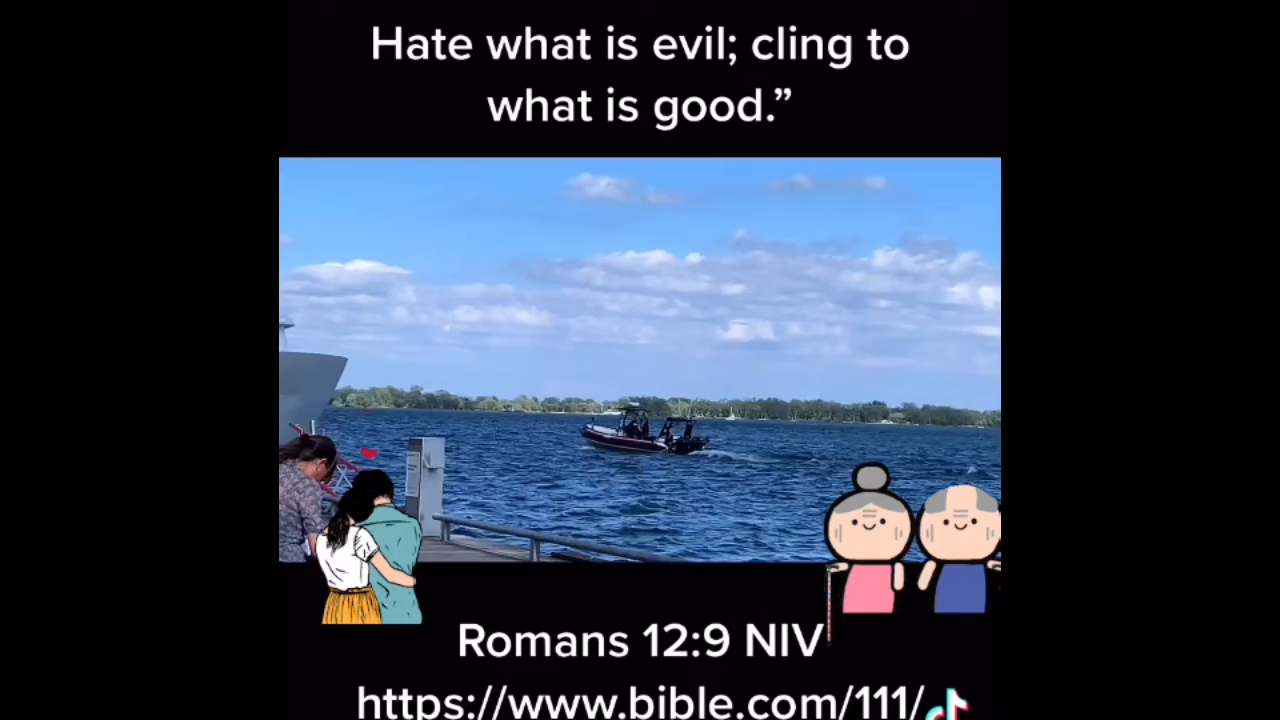 Hate what is evil; cling to
what is good.”
Romans 12:9 NIV
https://www.bible.com/111/